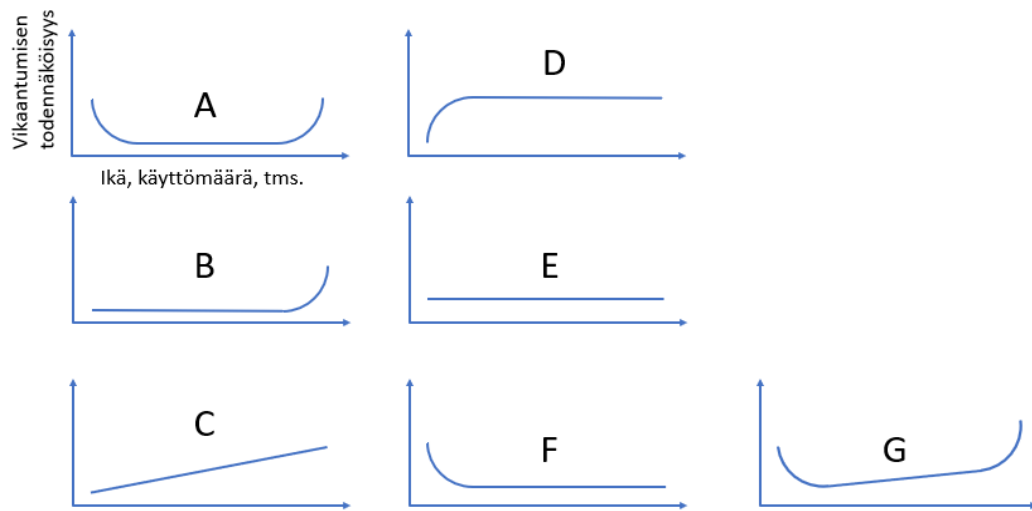 Vikaantumisen
todennäköisyys
A
D
Ikä, käyttömäärä, tms.
B
E
C
F
G